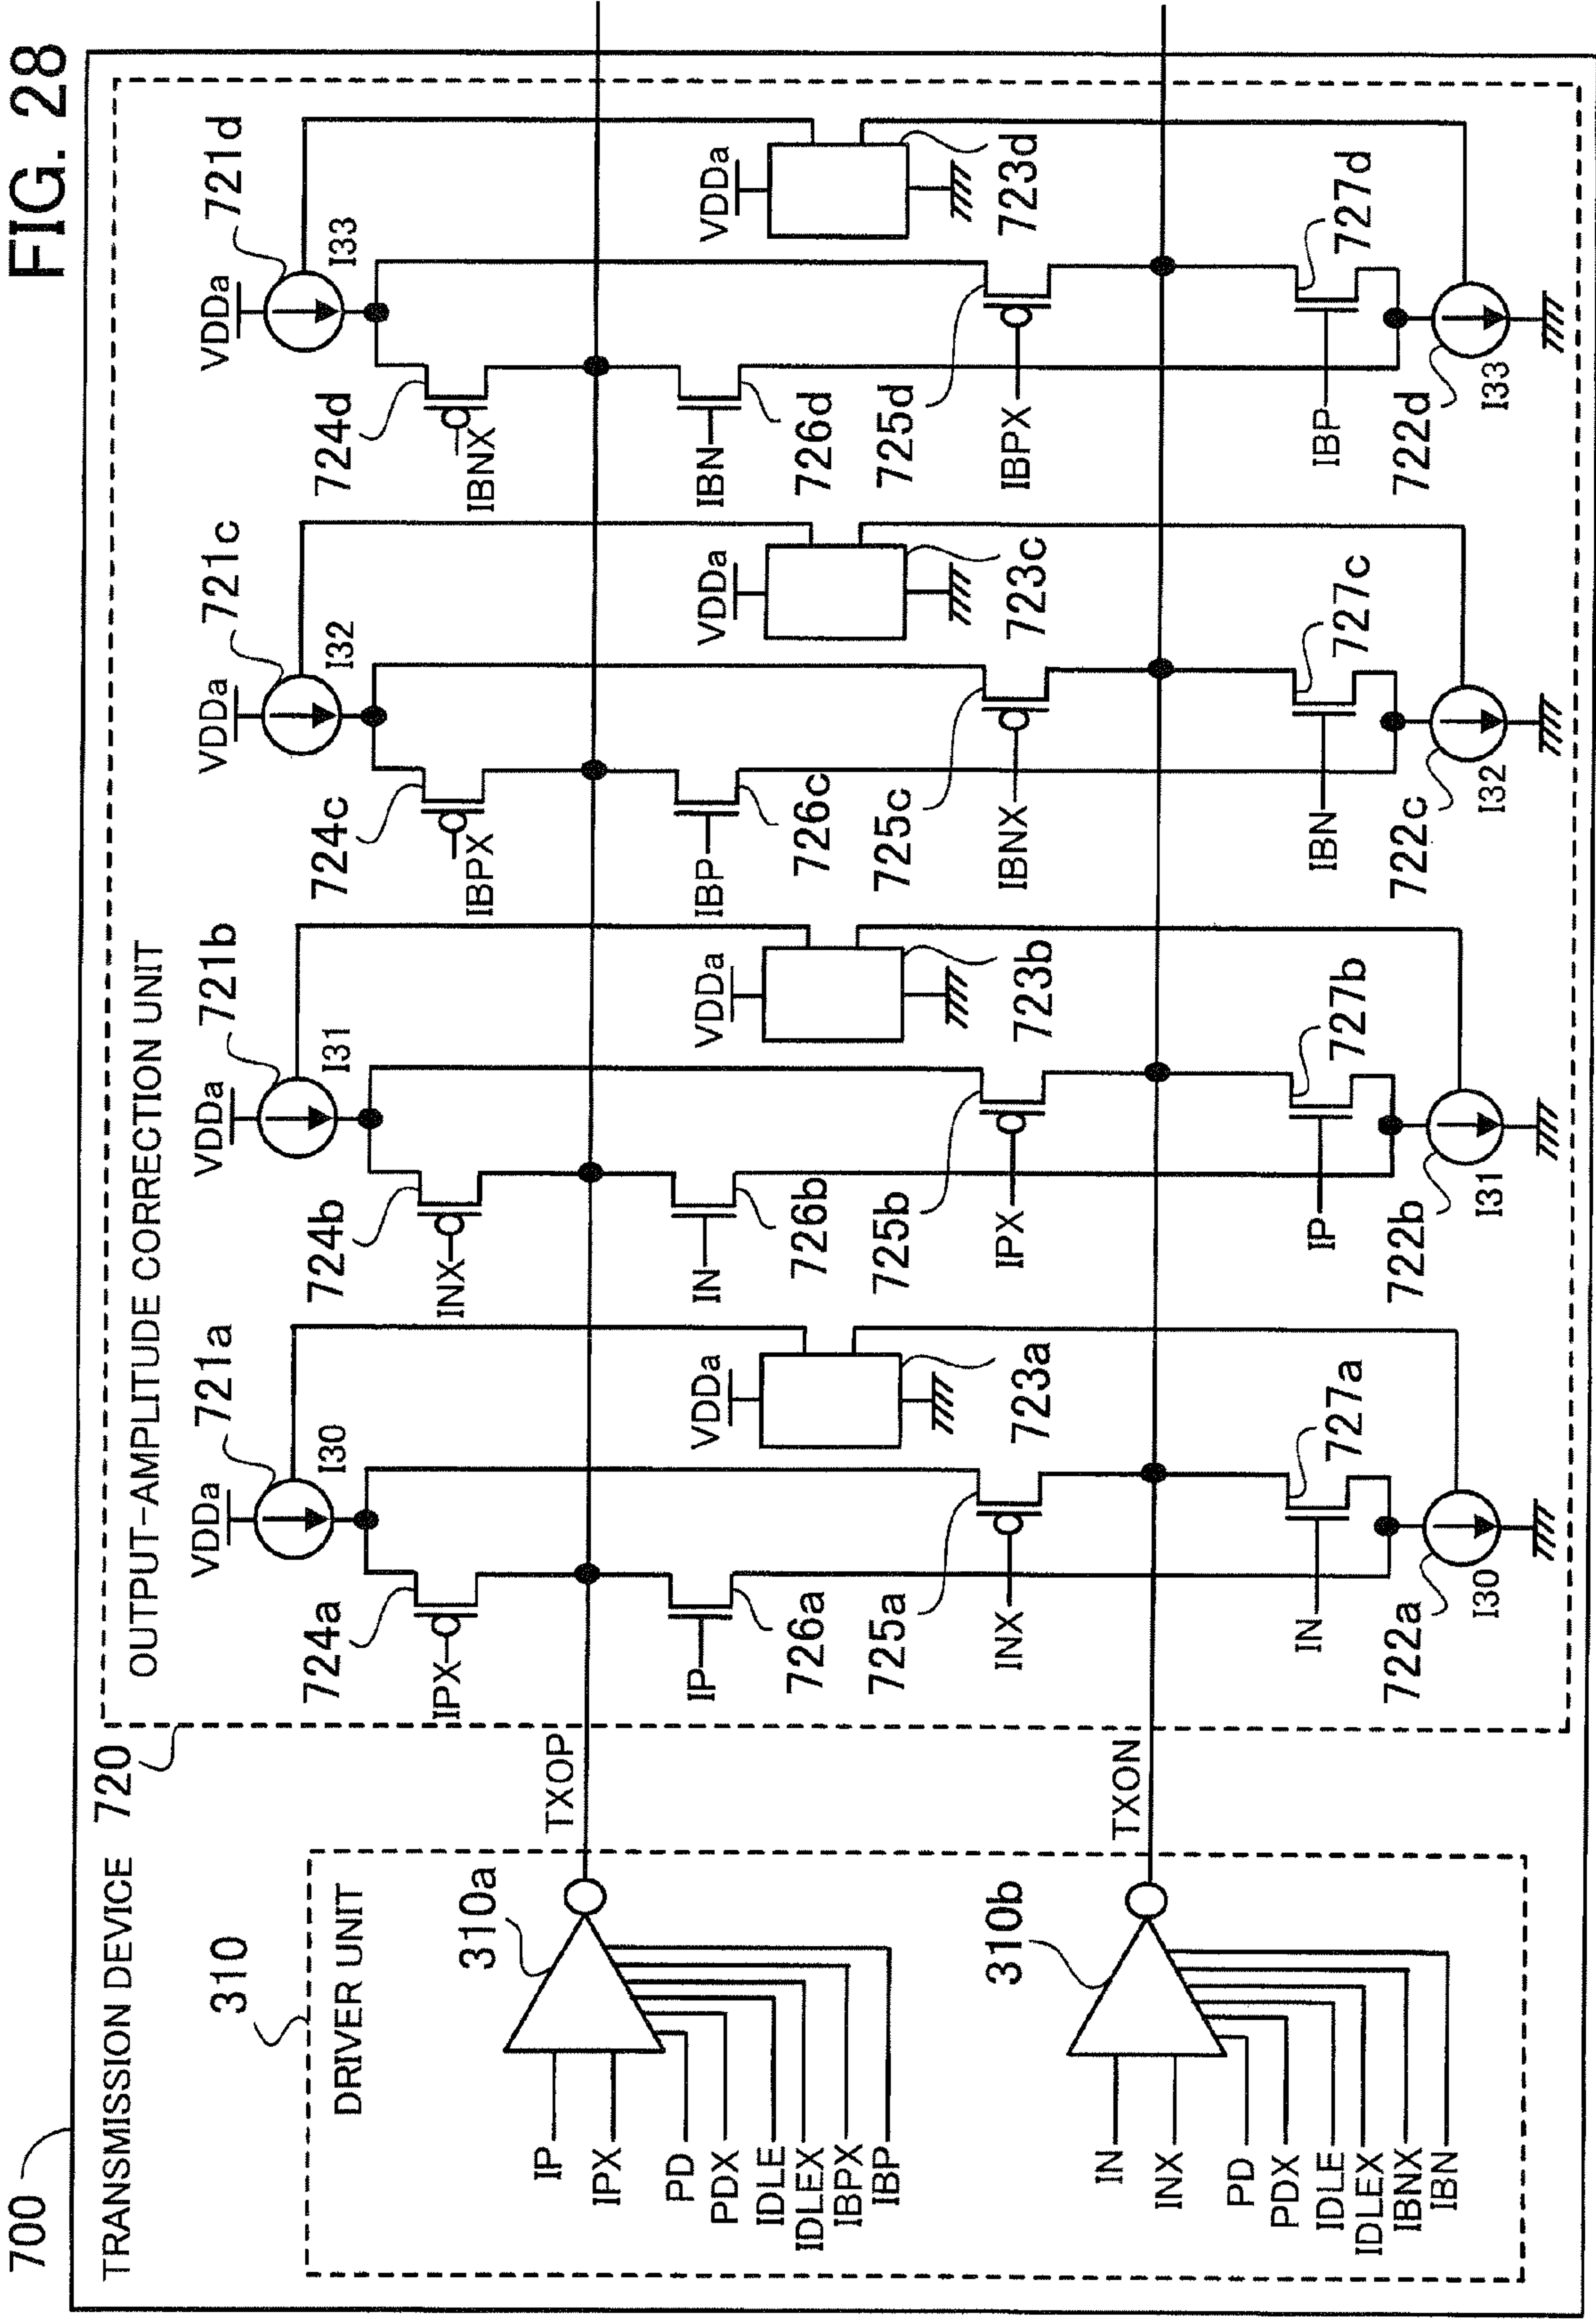 FIG. 28
700
TRANSMISSION DEVICE
720
OUTPUT-AMPLITUDE CORRECTION UNIT
310
DRIVER UNIT
310a
IP
IPX
PD
PDX
IDLE
IDLEX
IBPX
IBP
TXOP
310b
IN
INX
PD
PDX
IDLE
IDLEX
IBNX
IBN
TXON
VDDa
721a
I30
724a
IPX
IP
726a
VDDa
723a
725a
INX
IN
727a
722a
I30
VDDa
721b
I31
724b
INX
IN
726b
VDDa
723b
725b
IPX
IP
727b
722b
I31
VDDa
721c
I32
724c
IBPX
IBP
726c
VDDa
723c
725c
IBNX
IBN
727c
722c
I32
VDDa
721d
I33
724d
IBNX
IBN
726d
VDDa
723d
725d
IBPX
IBP
727d
722d
I33